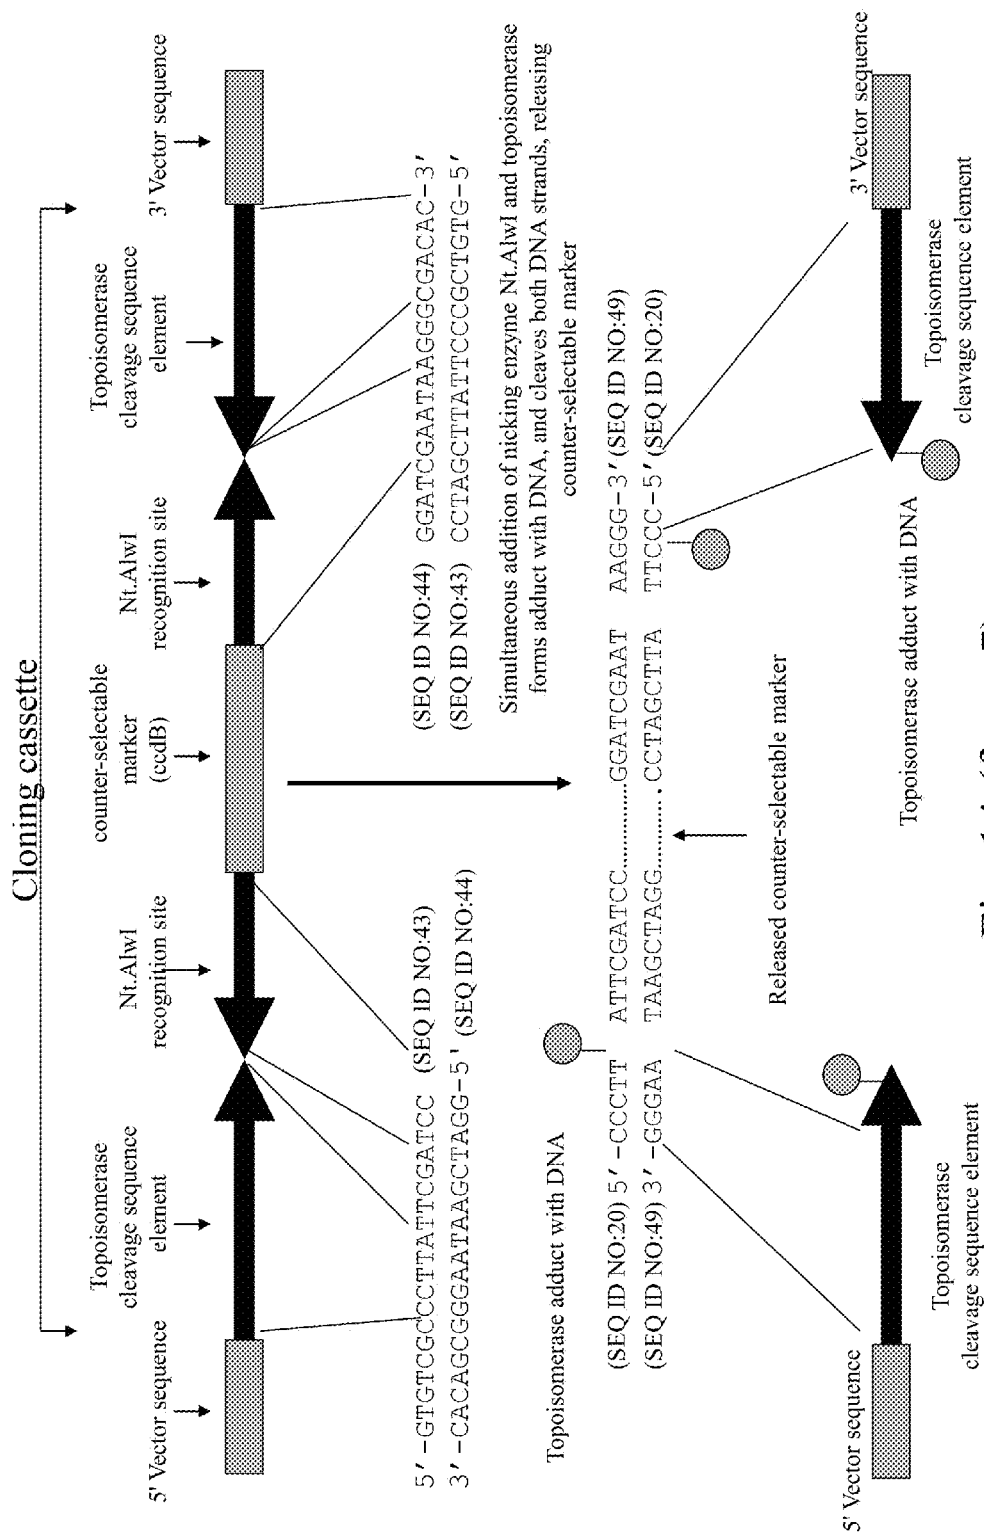 Cloning cassette
5' Vector sequence
Topoisomerase
cleavage sequence
element
Nt.AlwI
recognition site
counter-selectable
marker
(ccdB)
Nt.AlwI
recognition site
Topoisomerase
cleavage sequence
element
3' Vector sequence
5'-GTGTCGCCCTTATTCGATCC (SEQ ID NO:43)
3'-CACAGCGGGAATAAGCTAGG-5' (SEQ ID NO:44)
(SEQ ID NO:44) GGATCGAATAAGGGCGACAC-3'
(SEQ ID NO:43) CCTAGCTTATTCCCGCTGTG-5'
Simultaneous addition of nicking enzyme Nt.AlwI and topoisomerase
forms adduct with DNA, and cleaves both DNA strands, releasing
counter-selectable marker
Topoisomerase adduct with DNA
(SEQ ID NO:20) 5'-CCCTT ATTCGATCC..........GGATCGAAT AAGGG-3' (SEQ ID NO:49)
(SEQ ID NO:49) 3'-GGGAA TAAGCTAGG..........CCTAGCTTA TTCCC-5' (SEQ ID NO:20)
Released counter-selectable marker
Topoisomerase adduct with DNA
5' Vector sequence
Topoisomerase
cleavage sequence element
3' Vector sequence
Topoisomerase
cleavage sequence element